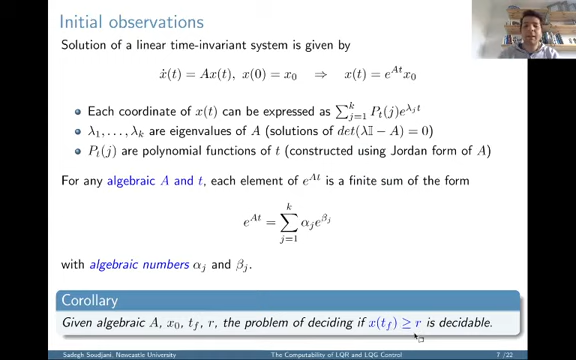 Initial observations
Solution of a linear time-invariant system is given by
ẋ(t) = Ax(t), x(0) = x₀ ⇒ x(t) = e^{At}x₀
Each coordinate of x(t) can be expressed as ∑_{j=1}^{k} P_t(j)e^{λ_j t}
λ₁, . . . , λ_k are eigenvalues of A (solutions of det(λ𝕀 − A) = 0)
P_t(j) are polynomial functions of t (constructed using Jordan form of A)
For any algebraic A and t, each element of e^{At} is a finite sum of the form
e^{At} = ∑_{j=1}^{k} α_j e^{β_j}
with algebraic numbers α_j and β_j.
Corollary
Given algebraic A, x₀, t_f, r, the problem of deciding if x(t_f) ≥ r is decidable.
Sadegh Soudjani, Newcastle University The Computability of LQR and LQG Control 7 /22